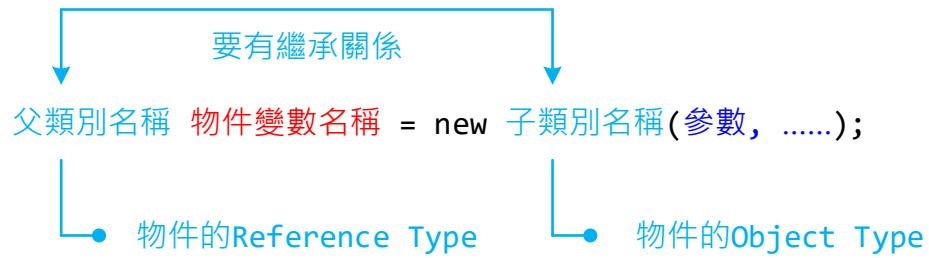 要有繼承關係
父類別名稱 物件變數名稱 = new 子類別名稱(參數, ......);
物件的Reference Type 物件的Object Type